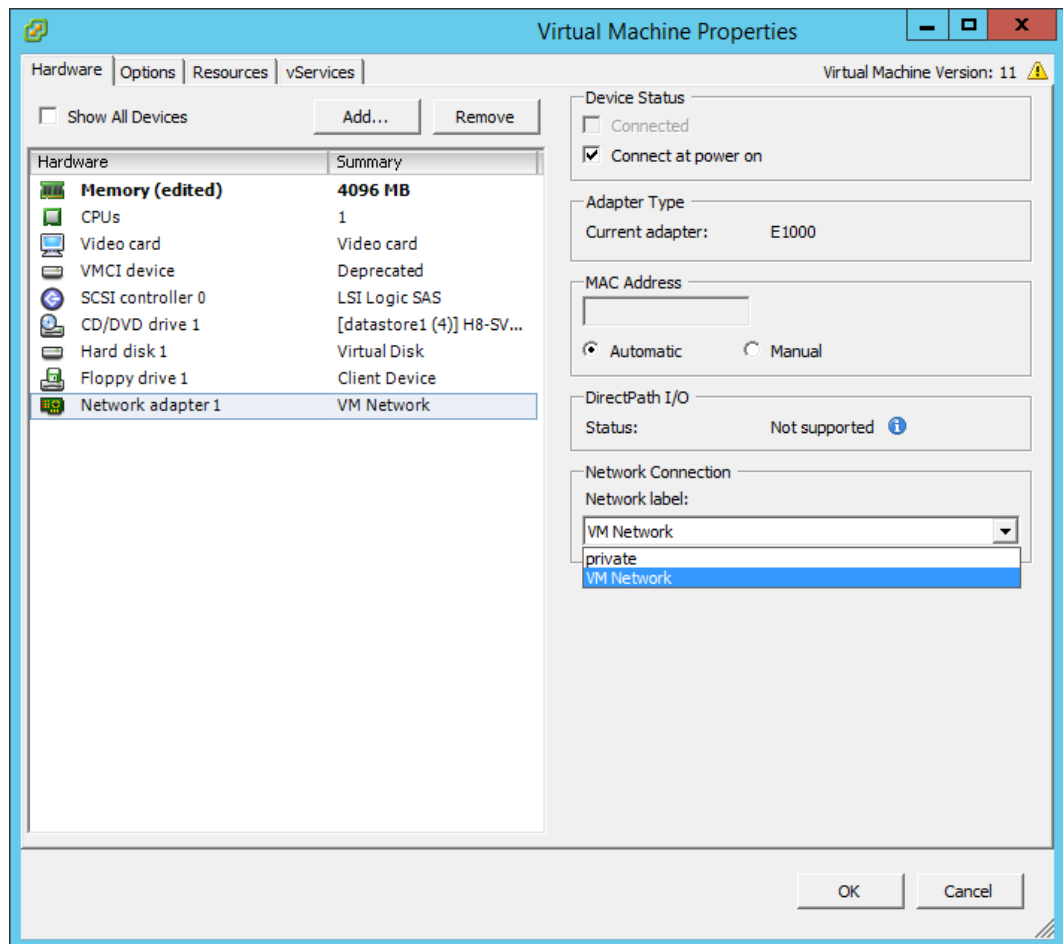 Virtual Machine Properties
Hardware Options Resources vServices
Virtual Machine Version: 11
Show All Devices
Add...
Remove
Hardware Summary
Memory (edited) 4096 MB
CPUs 1
Video card Video card
VMCI device Deprecated
SCSI controller 0 LSI Logic SAS
CD/DVD drive 1 [datastore1 (4)] H8-SV...
Hard disk 1 Virtual Disk
Floppy drive 1 Client Device
Network adapter 1 VM Network
Device Status
Connected
Connect at power on
Adapter Type
Current adapter: E1000
MAC Address
Automatic Manual
DirectPath I/O
Status: Not supported
Network Connection
Network label:
VM Network
private
VM Network
OK Cancel